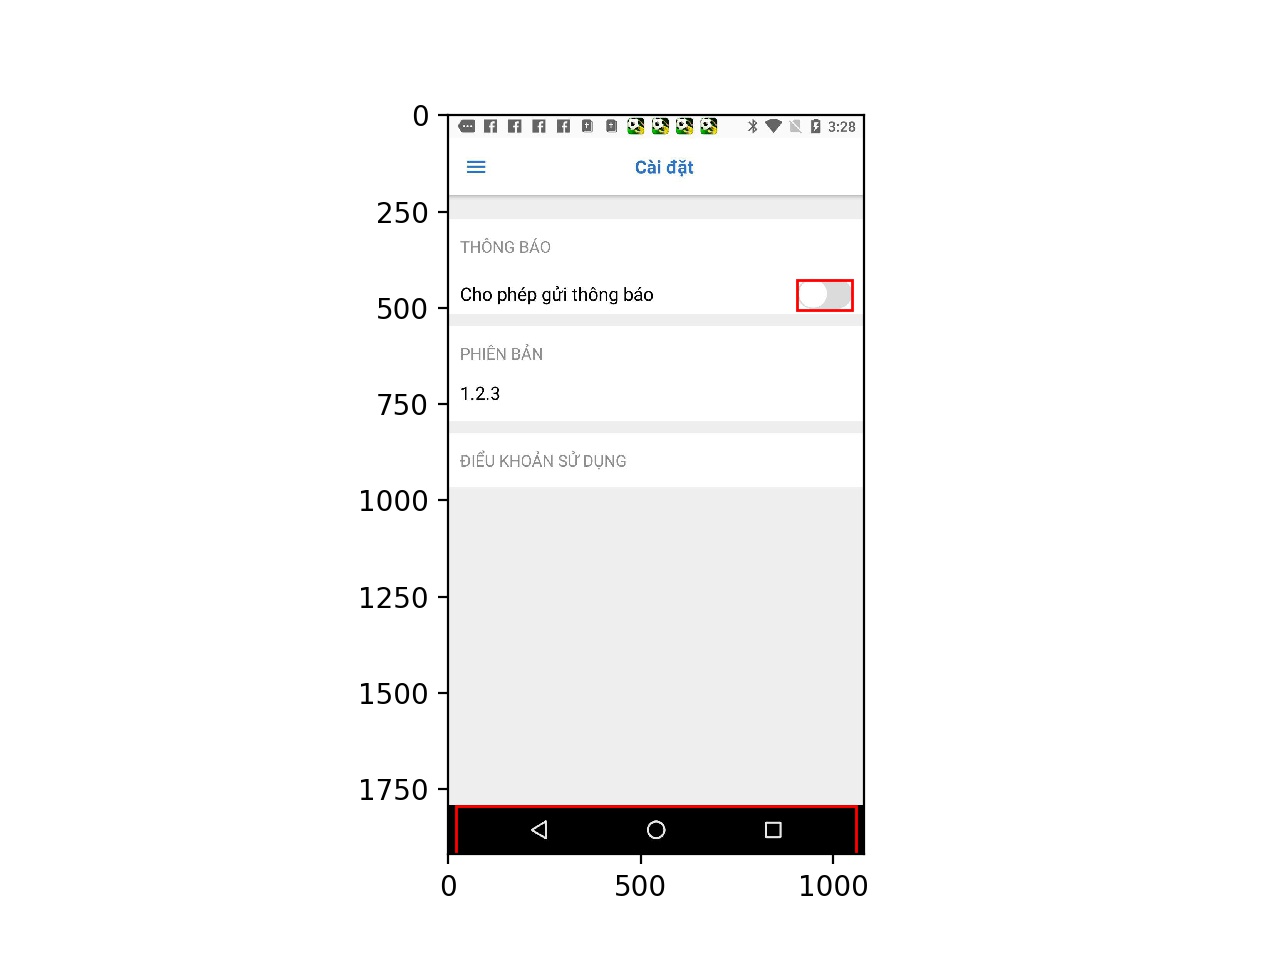 3:28
Cài đặt
THÔNG BÁO
Cho phép gửi thông báo
PHIÊN BẢN
1.2.3
ĐIỀU KHOẢN SỬ DỤNG
0
250
500
750
1000
1250
1500
1750
0 500 1000